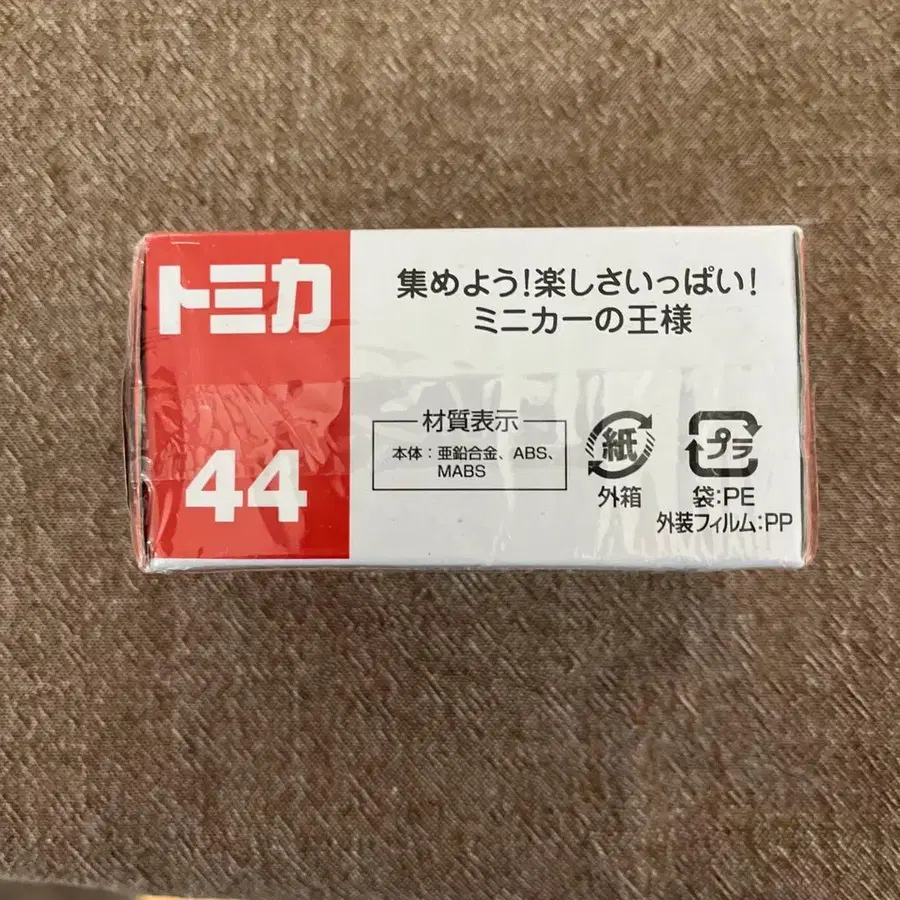 トミカ
集めよう!楽しさいっぱい!
ミニカーの王様
44
材質表示
本体：亜鉛合金、ABS、
MABS
紙
外箱
プラ
袋:PE
外装フィルム:PP